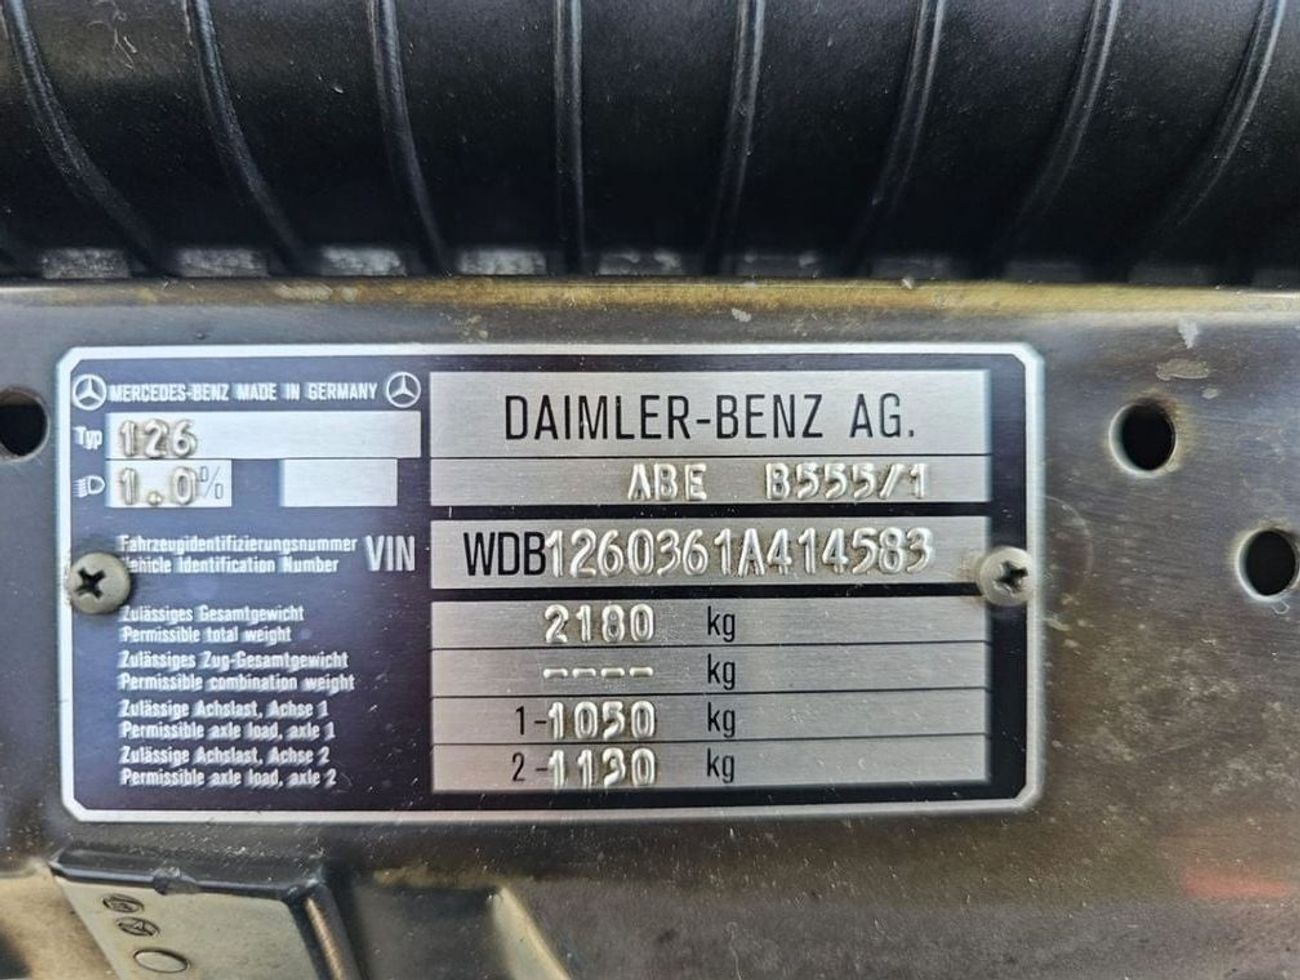 MERCEDES-BENZ MADE IN GERMANY
Typ 126
1.0%
DAIMLER-BENZ AG.
ABE B555/1
Fahrzeugidentifizierungsnummer
Vehicle Identification Number
VIN
WDB1260361A414583
Zulässiges Gesamtgewicht
Permissible total weight
2180 kg
Zulässiges Zug-Gesamtgewicht
Permissible combination weight
---- kg
Zulässige Achslast, Achse 1
Permissible axle load, axle 1
1-1050 kg
Zulässige Achslast, Achse 2
Permissible axle load, axle 2
2-1130 kg